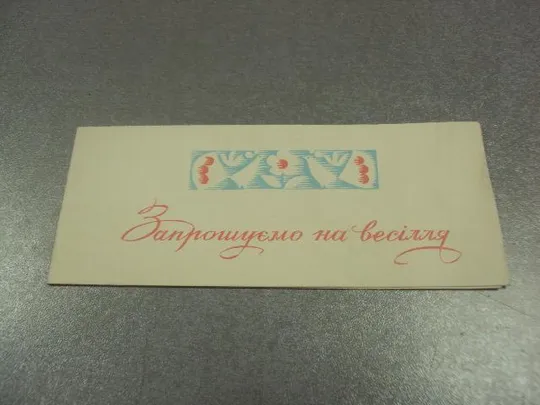 Запрошуємо на весілля